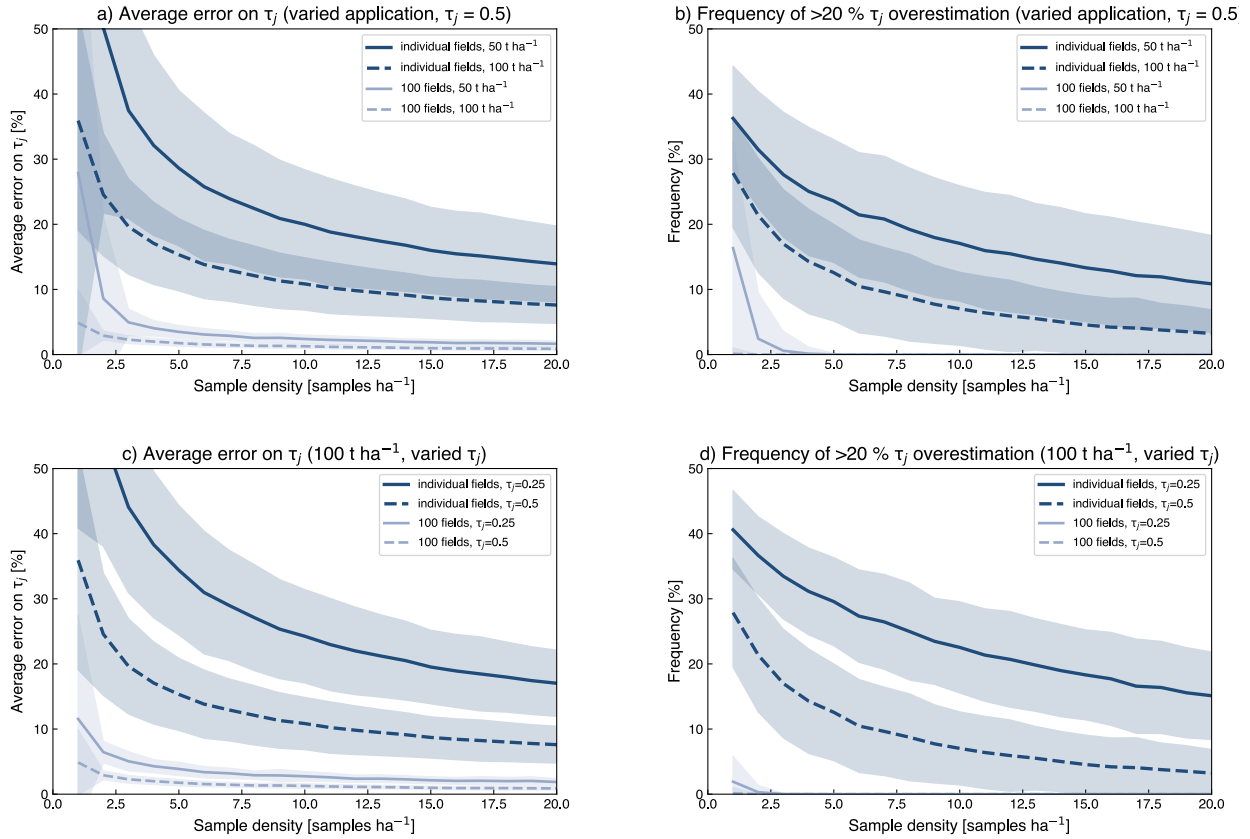 a) Average error on τj (varied application, τj = 0.5)
50
40
30
20
10
0
Average error on τj [%]
individual fields, 50 t ha⁻¹
individual fields, 100 t ha⁻¹
100 fields, 50 t ha⁻¹
100 fields, 100 t ha⁻¹
0.0 2.5 5.0 7.5 10.0 12.5 15.0 17.5 20.0
Sample density [samples ha⁻¹]
b) Frequency of >20 % τj overestimation (varied application, τj = 0.5)
50
40
30
20
10
0
Frequency [%]
individual fields, 50 t ha⁻¹
individual fields, 100 t ha⁻¹
100 fields, 50 t ha⁻¹
100 fields, 100 t ha⁻¹
0.0 2.5 5.0 7.5 10.0 12.5 15.0 17.5 20.0
Sample density [samples ha⁻¹]
c) Average error on τj (100 t ha⁻¹, varied τj)
50
40
30
20
10
0
Average error on τj [%]
individual fields, τj=0.25
individual fields, τj=0.5
100 fields, τj=0.25
100 fields, τj=0.5
0.0 2.5 5.0 7.5 10.0 12.5 15.0 17.5 20.0
Sample density [samples ha⁻¹]
d) Frequency of >20 % τj overestimation (100 t ha⁻¹, varied τj)
50
40
30
20
10
0
Frequency [%]
individual fields, τj=0.25
individual fields, τj=0.5
100 fields, τj=0.25
100 fields, τj=0.5
0.0 2.5 5.0 7.5 10.0 12.5 15.0 17.5 20.0
Sample density [samples ha⁻¹]